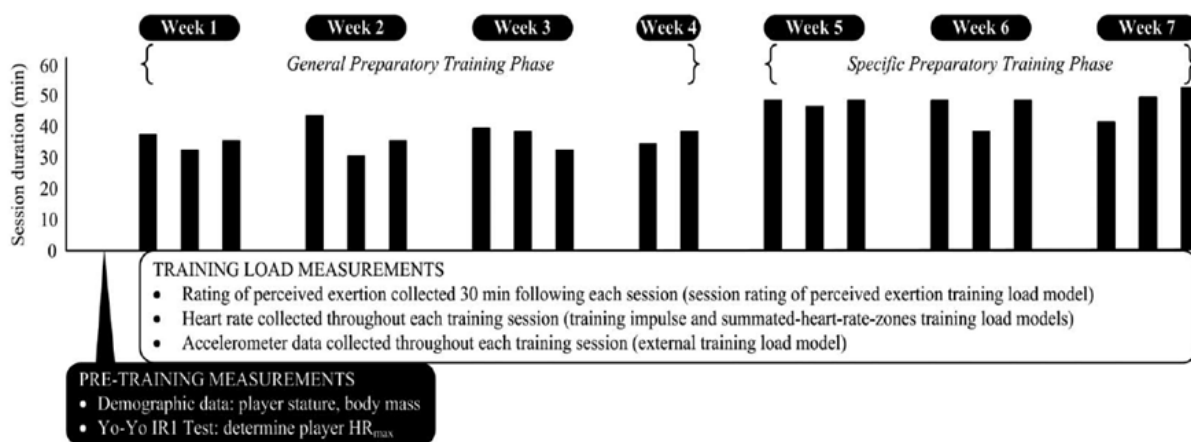 Week 1 Week 2 Week 3 Week 4 Week 5 Week 6 Week 7
General Preparatory Training Phase Specific Preparatory Training Phase
Session duration (min)
60
50
40
30
20
10
0
TRAINING LOAD MEASUREMENTS
• Rating of perceived exertion collected 30 min following each session (session rating of perceived exertion training load model)
• Heart rate collected throughout each training session (training impulse and summated-heart-rate-zones training load models)
• Accelerometer data collected throughout each training session (external training load model)
PRE-TRAINING MEASUREMENTS
• Demographic data: player stature, body mass
• Yo-Yo IR1 Test: determine player HRmax